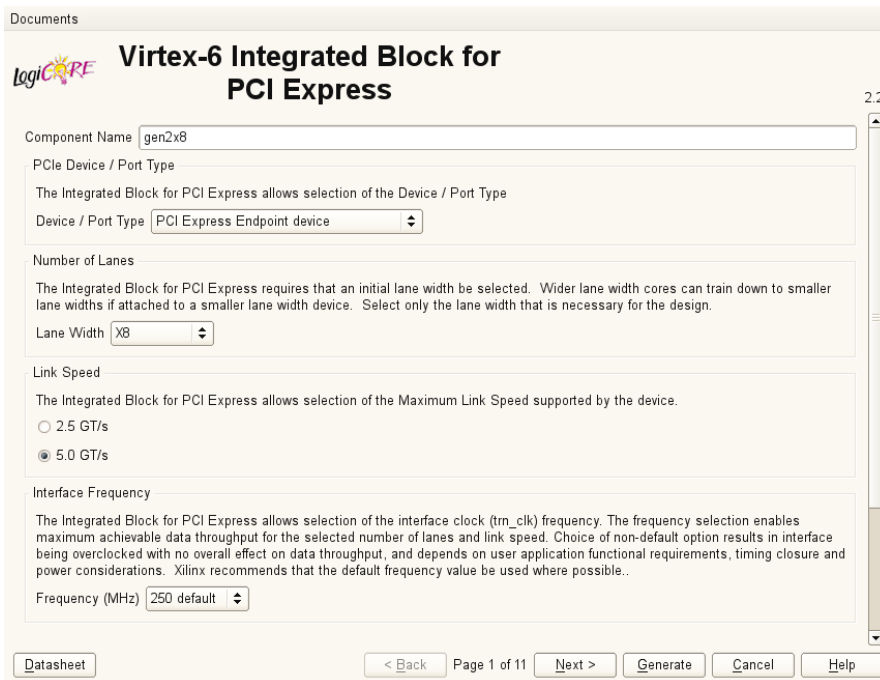 Documents
LogiCORE
Virtex-6 Integrated Block for
PCI Express
2.2
Component Name gen2x8
PCIe Device / Port Type
The Integrated Block for PCI Express allows selection of the Device / Port Type
Device / Port Type PCI Express Endpoint device
Number of Lanes
The Integrated Block for PCI Express requires that an initial lane width be selected. Wider lane width cores can train down to smaller
lane widths if attached to a smaller lane width device. Select only the lane width that is necessary for the design.
Lane Width X8
Link Speed
The Integrated Block for PCI Express allows selection of the Maximum Link Speed supported by the device.
2.5 GT/s
5.0 GT/s
Interface Frequency
The Integrated Block for PCI Express allows selection of the interface clock (trn_clk) frequency. The frequency selection enables
maximum achievable data throughput for the selected number of lanes and link speed. Choice of non-default option results in interface
being overclocked with no overall effect on data throughput, and depends on user application functional requirements, timing closure and
power considerations. Xilinx recommends that the default frequency value be used where possible..
Frequency (MHz) 250 default
Datasheet < Back Page 1 of 11 Next > Generate Cancel Help